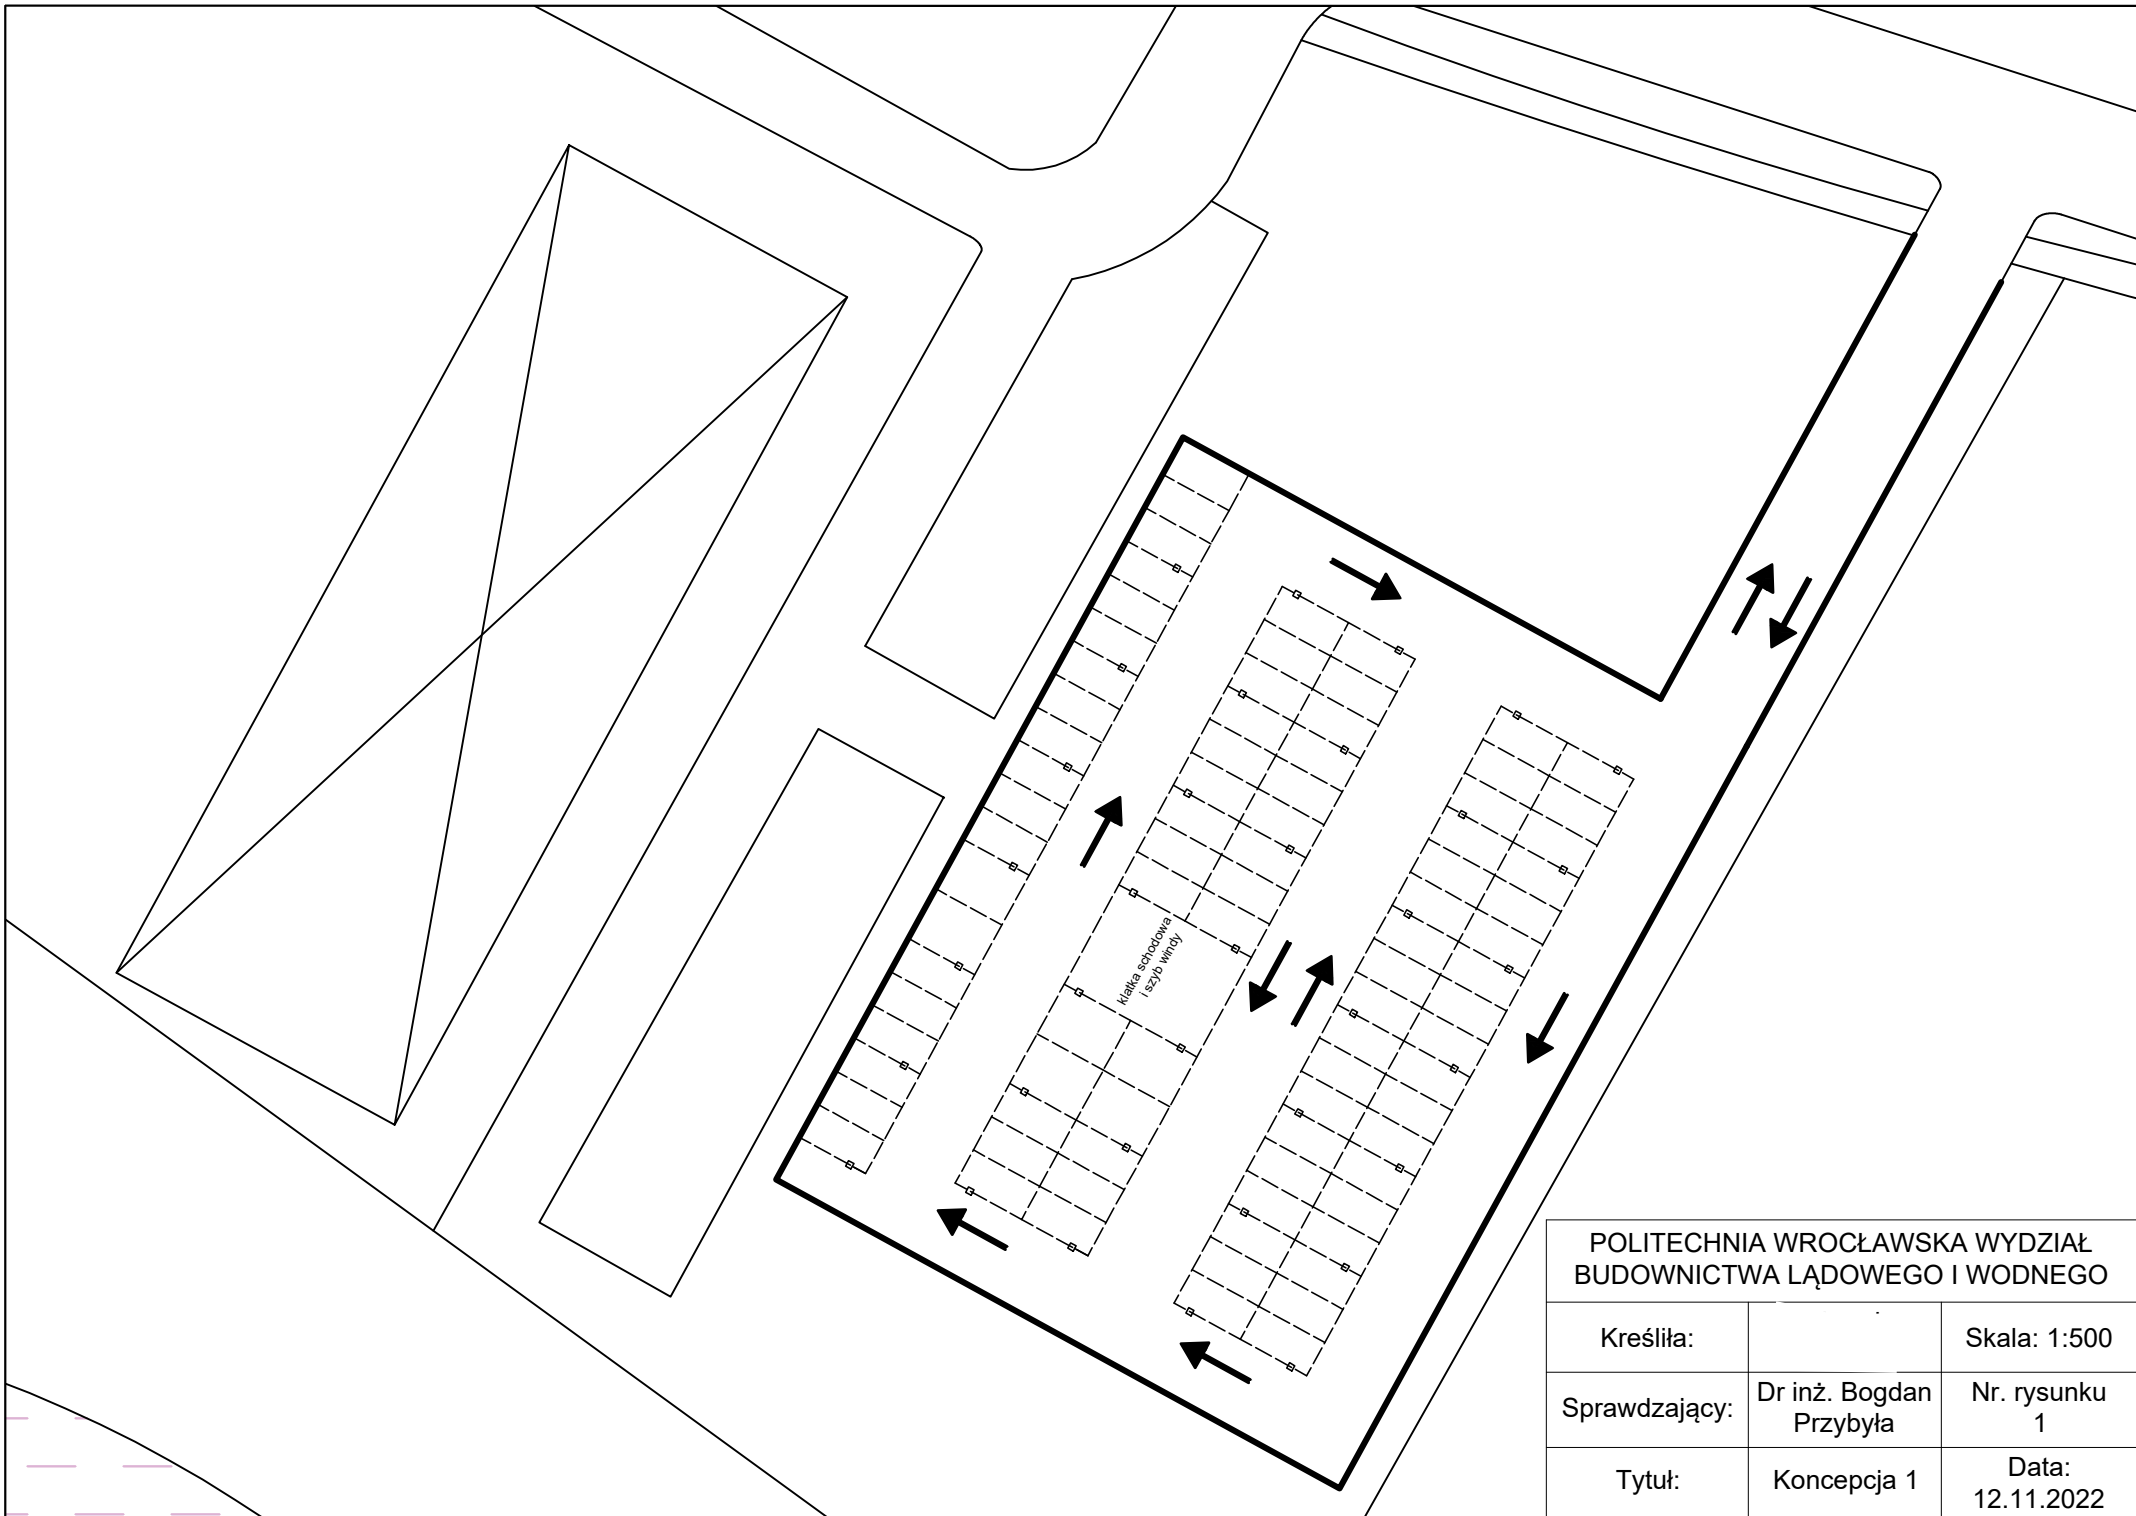 klatka schodowa
i szyb windy
POLITECHNIA WROCŁAWSKA WYDZIAŁ
BUDOWNICTWA LĄDOWEGO I WODNEGO
Kreśliła:
Skala: 1:500
Sprawdzający:
Dr inż. Bogdan
Przybyła
Nr. rysunku
1
Tytuł:
Koncepcja 1
Data:
12.11.2022